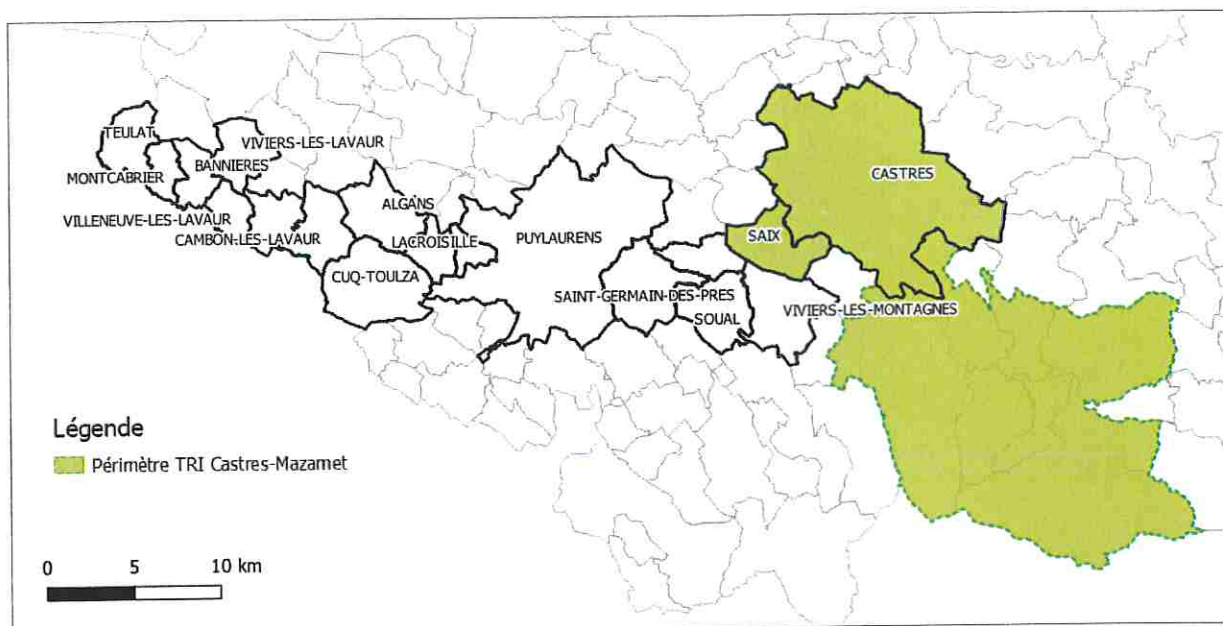 TEULAT
VIVIERS-LES-LAVAUR
BANNIERES
MONTCABRIER
CASTRES
ALGANS
VILLENEUVE-LES-LAVAUR
CAMBON-LES-LAVAUR
LACROISILLE
PUYLAURENS
SAIX
CUQ-TOULZA
SAINT-GERMAIN-DES-PRES
VIVIERS-LES-MONTAGNES
SOUAL
Légende
Périmètre TRI Castres-Mazamet
0 5 10 km